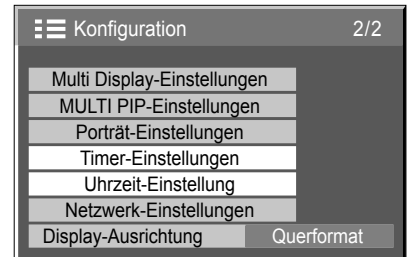 Konfiguration 2/2
Multi Display-Einstellungen
MULTI PIP-Einstellungen
Porträt-Einstellungen
Timer-Einstellungen
Uhrzeit-Einstellung
Netzwerk-Einstellungen
Display-Ausrichtung Querformat